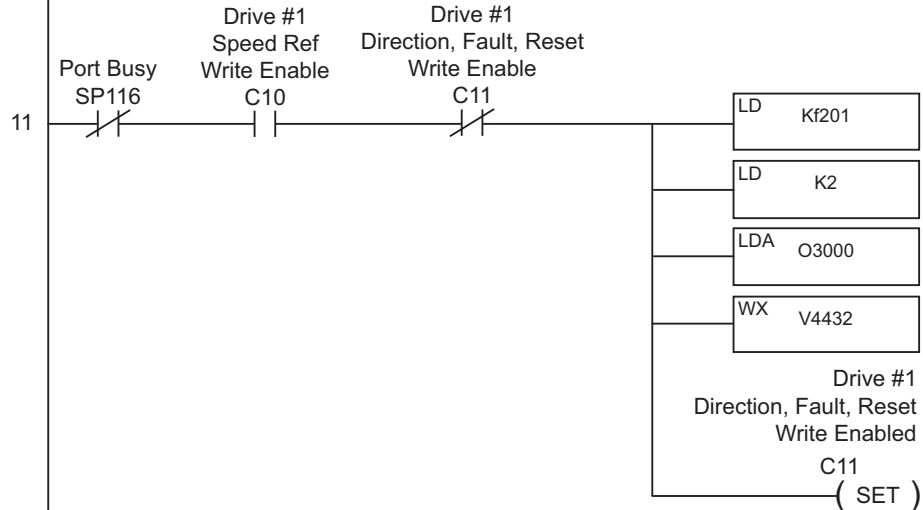 Drive #1
Speed Ref
Write Enable
C10
Drive #1
Direction, Fault, Reset
Write Enable
C11
Port Busy
SP116
11
LD Kf201
LD K2
LDA O3000
WX V4432
Drive #1
Direction, Fault, Reset
Write Enabled
C11
( SET )